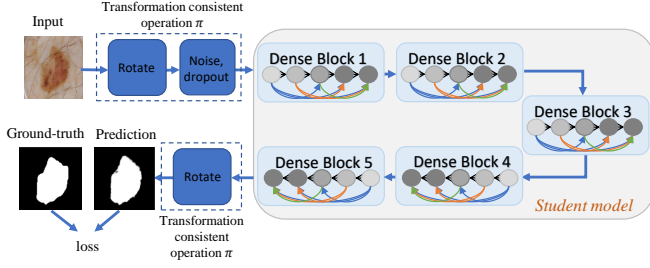 Input
Transformation consistent
operation π
Rotate
Noise,
dropout
Dense Block 1
Dense Block 2
Dense Block 3
Dense Block 4
Dense Block 5
Student model
Rotate
Transformation
consistent
operation π
Ground-truth
Prediction
loss